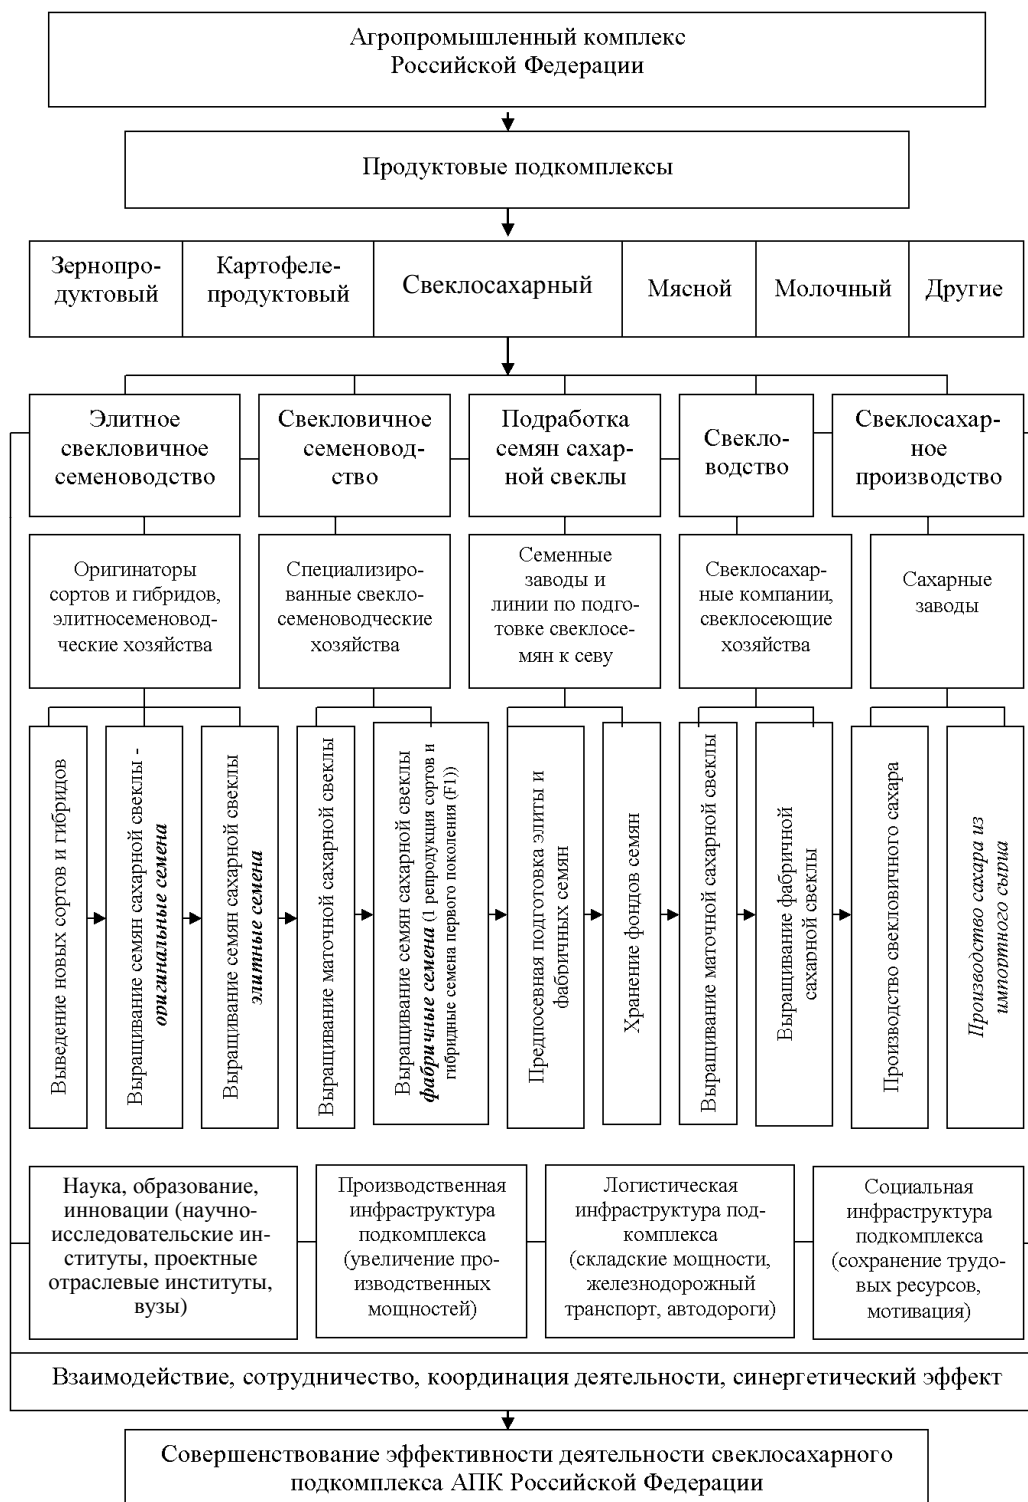 Агропромышленный комплекс
Российской Федерации
Продуктовые подкомплексы
Зернопро-
дуктовый
Картофеле-
продуктовый
Свеклосахарный
Мясной
Молочный
Другие
Элитное
свекловичное
семеноводство
Свекловичное
семеновод-
ство
Подработка
семян сахар-
ной свеклы
Свекло-
водство
Свеклосахар-
ное
производство
Оригинаторы
сортов и гибридов,
элитносеменовод-
ческие хозяйства
Специализиро-
ванные свекло-
семеноводческие
хозяйства
Семенные
заводы и
линии по подго-
товке свеклосе-
мян к севу
Свеклосахар-
ные компании,
свеклосеющие
хозяйства
Сахарные
заводы
Выведение новых сортов и гибридов
Выращивание семян сахарной свеклы -
оригинальные семена
Выращивание семян сахарной свеклы
элитные семена
Выращивание маточной сахарной свеклы
Выращивание семян сахарной свеклы
фабричные семена (1 репродукция сортов и
гибридные семена первого поколения (F1))
Предпосевная подготовка элиты и
фабричных семян
Хранение фондов семян
Выращивание маточной сахарной свеклы
Выращивание фабричной
сахарной свеклы
Производство свекловичного сахара
Производство сахара из
импортного сырца
Наука, образование,
инновации (научно-
исследовательские ин-
ституты, проектные
отраслевые институты,
вузы)
Производственная
инфраструктура
подкомплекса
(увеличение про-
изводственных
мощностей)
Логистическая
инфраструктура под-
комплекса
(складские мощности,
железнодорожный
транспорт, автодороги)
Социальная
инфраструктура
подкомплекса
(сохранение трудо-
вых ресурсов,
мотивация)
Взаимодействие, сотрудничество, координация деятельности, синергетический эффект
Совершенствование эффективности деятельности свеклосахарного
подкомплекса АПК Российской Федерации